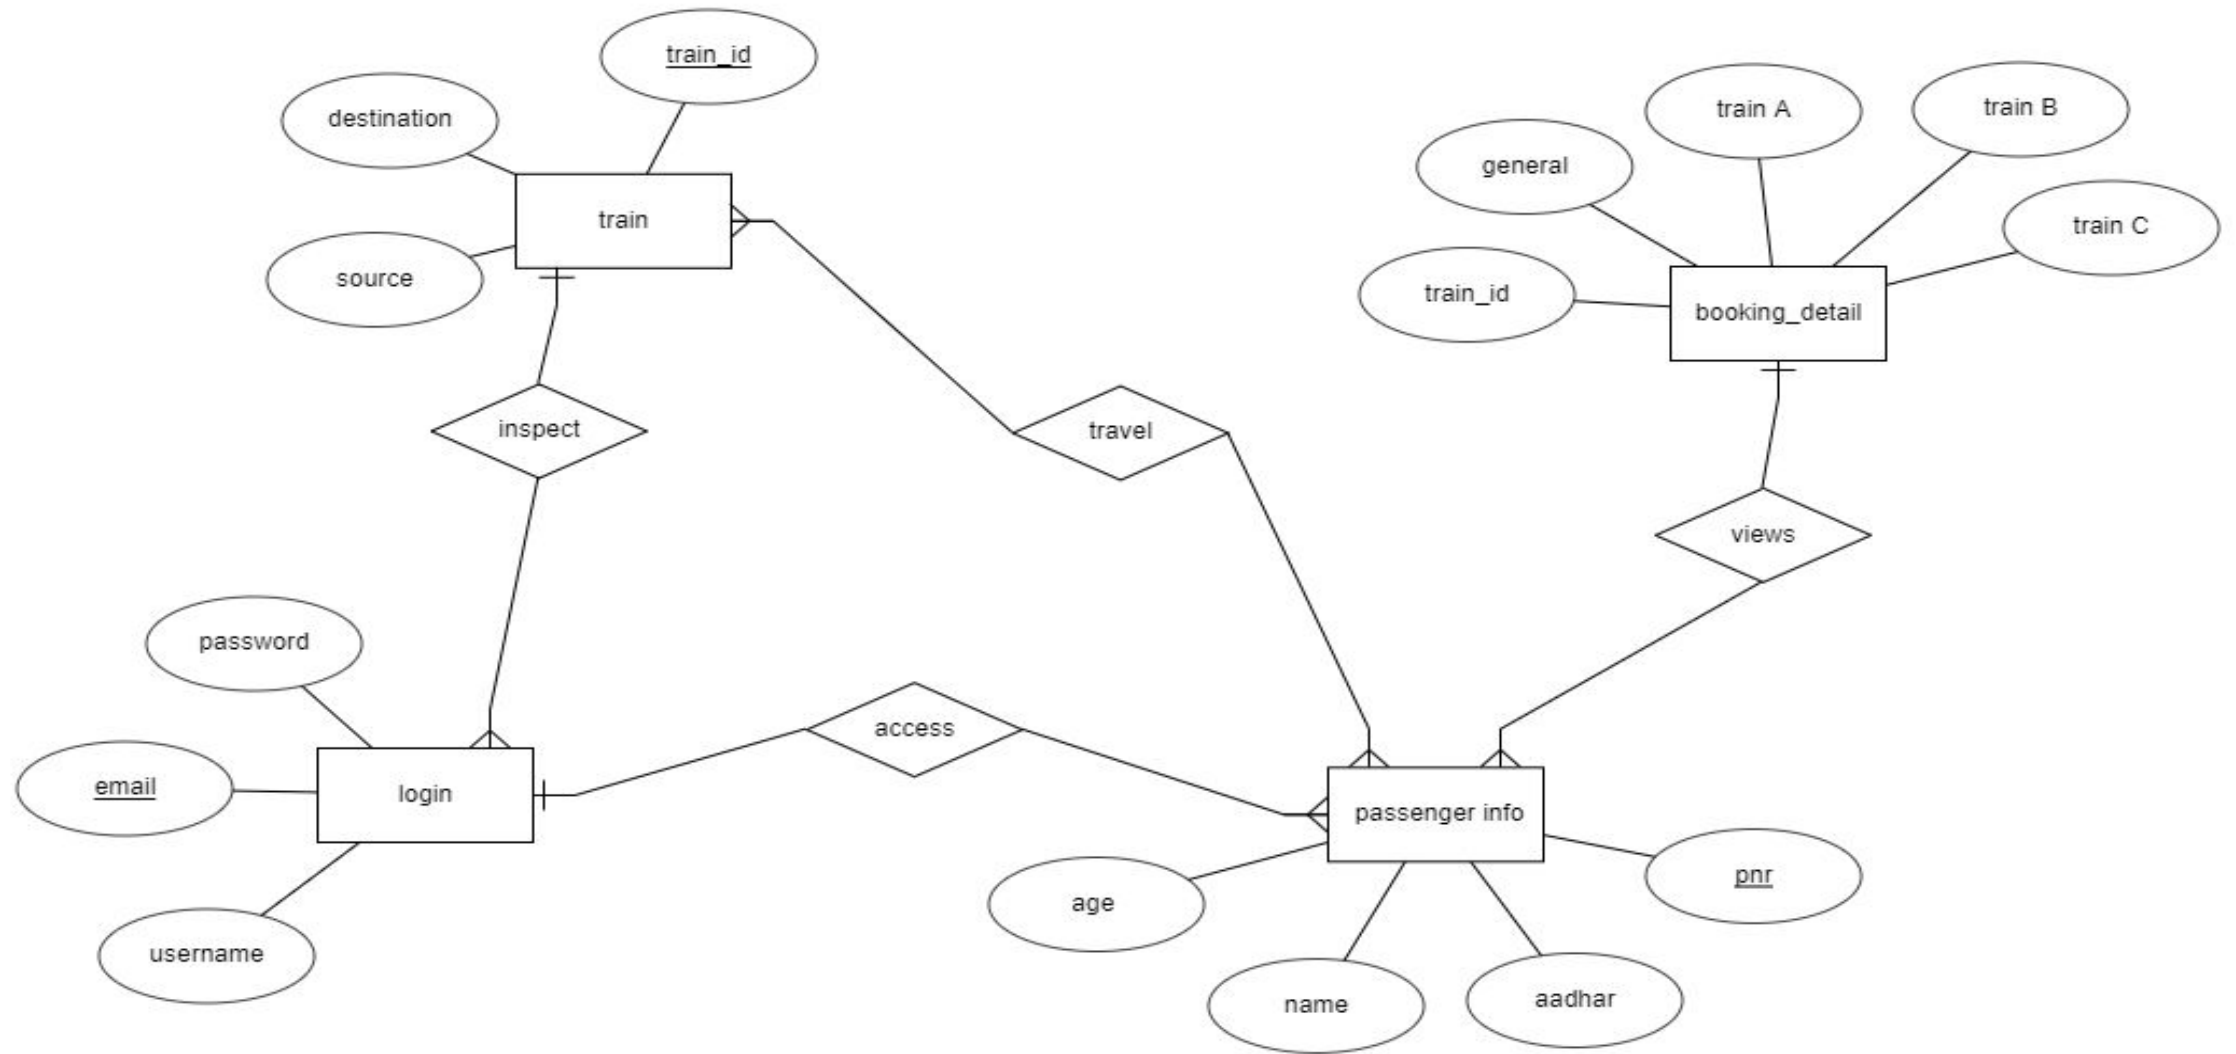 train_id
destination
train A
train B
general
train
train C
source
train_id
booking_detail
inspect
travel
views
password
access
email
login
passenger info
pnr
age
username
name
aadhar